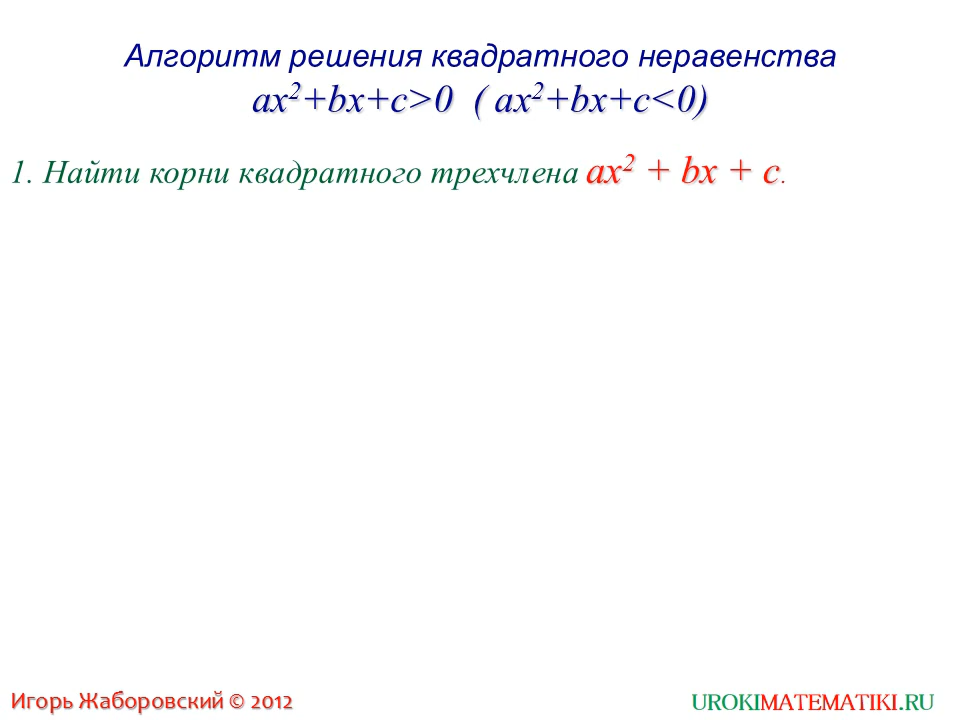 Алгоритм решения квадратного неравенства
ax²+bx+c>0 ( ax²+bx+c<0)
1. Найти корни квадратного трехчлена ax² + bx + c.
Игорь Жаборовский © 2012
UROKIMATEMATIKI.RU